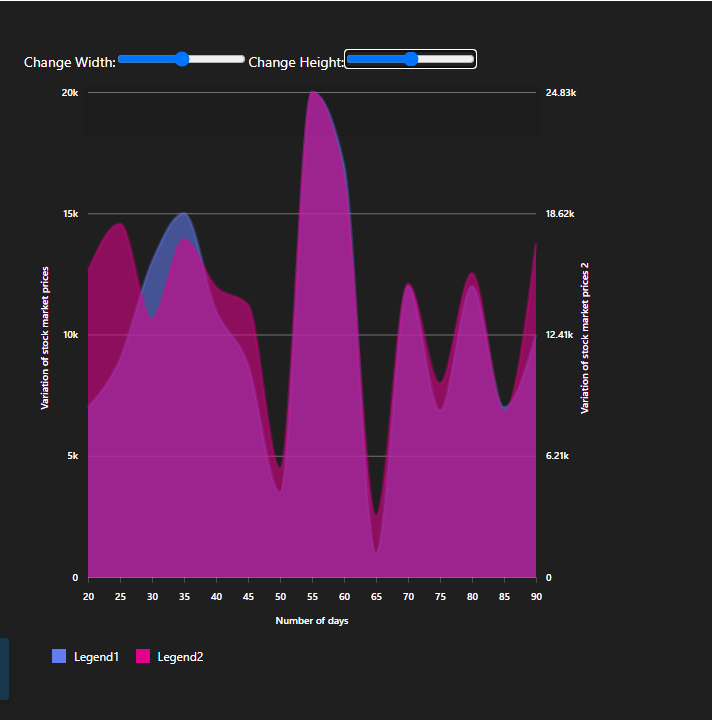 Change Width: Change Height:
20k 24.83k
15k 18.62k
Variation of stock market prices
Variation of stock market prices 2
10k 12.41k
5k 6.21k
0 0
20 25 30 35 40 45 50 55 60 65 70 75 80 85 90
Number of days
Legend1 Legend2